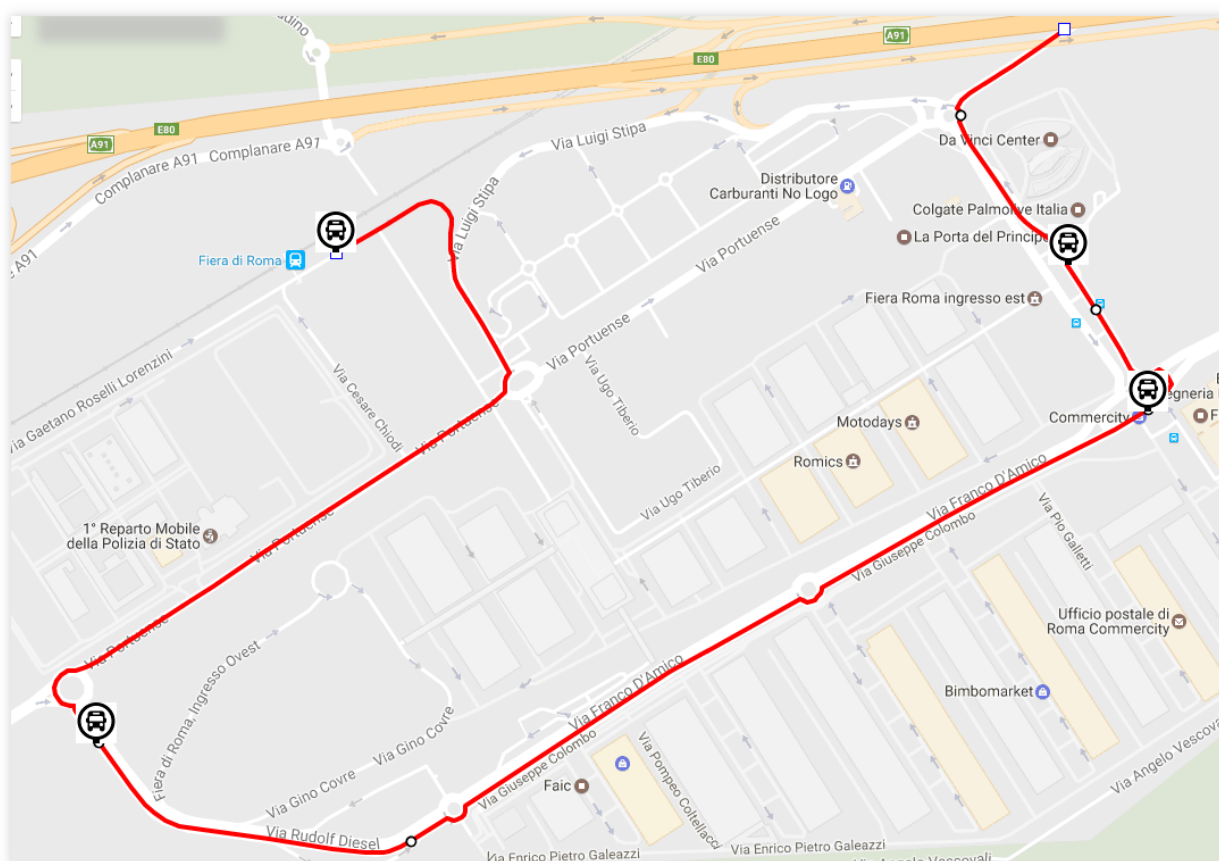 A91
E80
E80
A91
Complanare A91
Complanare A91
Via Luigi Stipa
Da Vinci Center
Distributore
Carburanti No Logo
Via Luigi Stipa
Colgate Palmolive Italia
La Porta del Principe
Via Portuense
Fiera di Roma
Fiera Roma ingresso est
Via Portuense
Via Gaetano Roselli Lorenzini
Via Cesare Chiodi
Via Ugo Tiberio
Via Portuense
Commercity
Motodays
Romics
Via Ugo Tiberio
Via Franco D'Amico
1° Reparto Mobile
della Polizia di Stato
Via Portuense
Via Giuseppe Colombo
Via Pio Galletti
Ufficio postale di
Roma Commercity
Via Portuense
Fiera di Roma, Ingresso Ovest
Via Franco D'Amico
Bimbomarket
Via Gino Covre
Via Giuseppe Colombo
Via Pompeo Coltellacci
Via Gino Covre
Faic
Via Angelo Vescovali
Via Rudolf Diesel
Via Enrico Pietro Galeazzi
Via Enrico Pietro Galeazzi
Via Angelo Vescovali